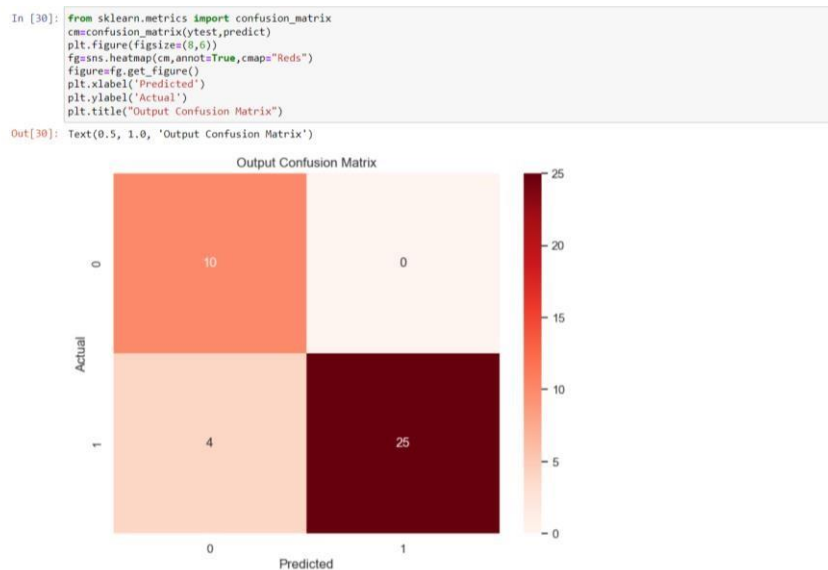 In [30]: from sklearn.metrics import confusion_matrix
cm=confusion_matrix(ytest,predict)
plt.figure(figsize=(8,6))
fg=sns.heatmap(cm,annot=True,cmap="Reds")
figure=fg.get_figure()
plt.xlabel('Predicted')
plt.ylabel('Actual')
plt.title("Output Confusion Matrix")
Out[30]: Text(0.5, 1.0, 'Output Confusion Matrix')
Output Confusion Matrix
25
20
15
10
5
0
Actual
0
10
0
1
4
25
0
1
Predicted